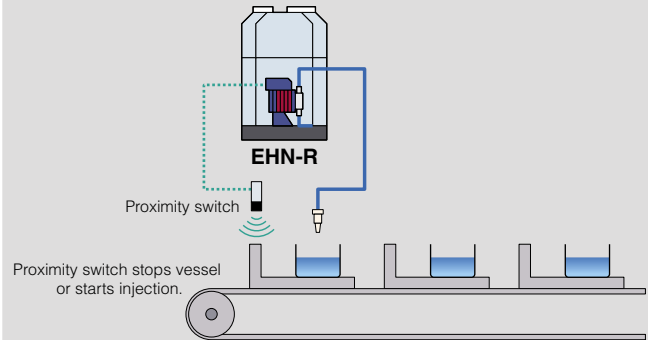 EHN-R
Proximity switch
Proximity switch stops vessel
or starts injection.